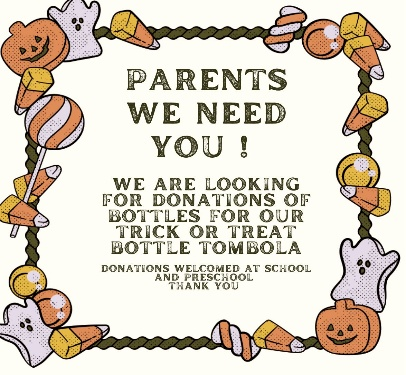 PARENTS
WE NEED
YOU !
WE ARE LOOKING
FOR DONATIONS OF
BOTTLES FOR OUR
TRICK OR TREAT
BOTTLE TOMBOLA
DONATIONS WELCOMED AT SCHOOL
AND PRESCHOOL
THANK YOU